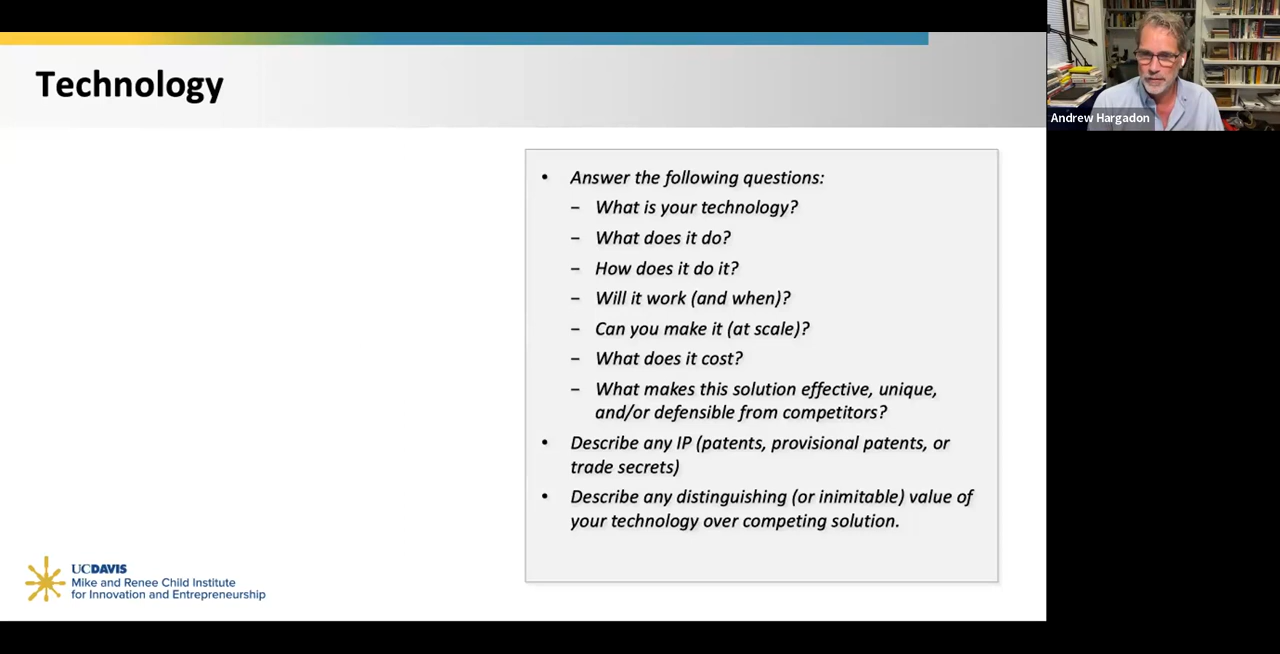 Technology
Andrew Hargadon
• Answer the following questions:
– What is your technology?
– What does it do?
– How does it do it?
– Will it work (and when)?
– Can you make it (at scale)?
– What does it cost?
– What makes this solution effective, unique,
and/or defensible from competitors?
• Describe any IP (patents, provisional patents, or
trade secrets)
• Describe any distinguishing (or inimitable) value of
your technology over competing solution.
UCDAVIS
Mike and Renee Child Institute
for Innovation and Entrepreneurship